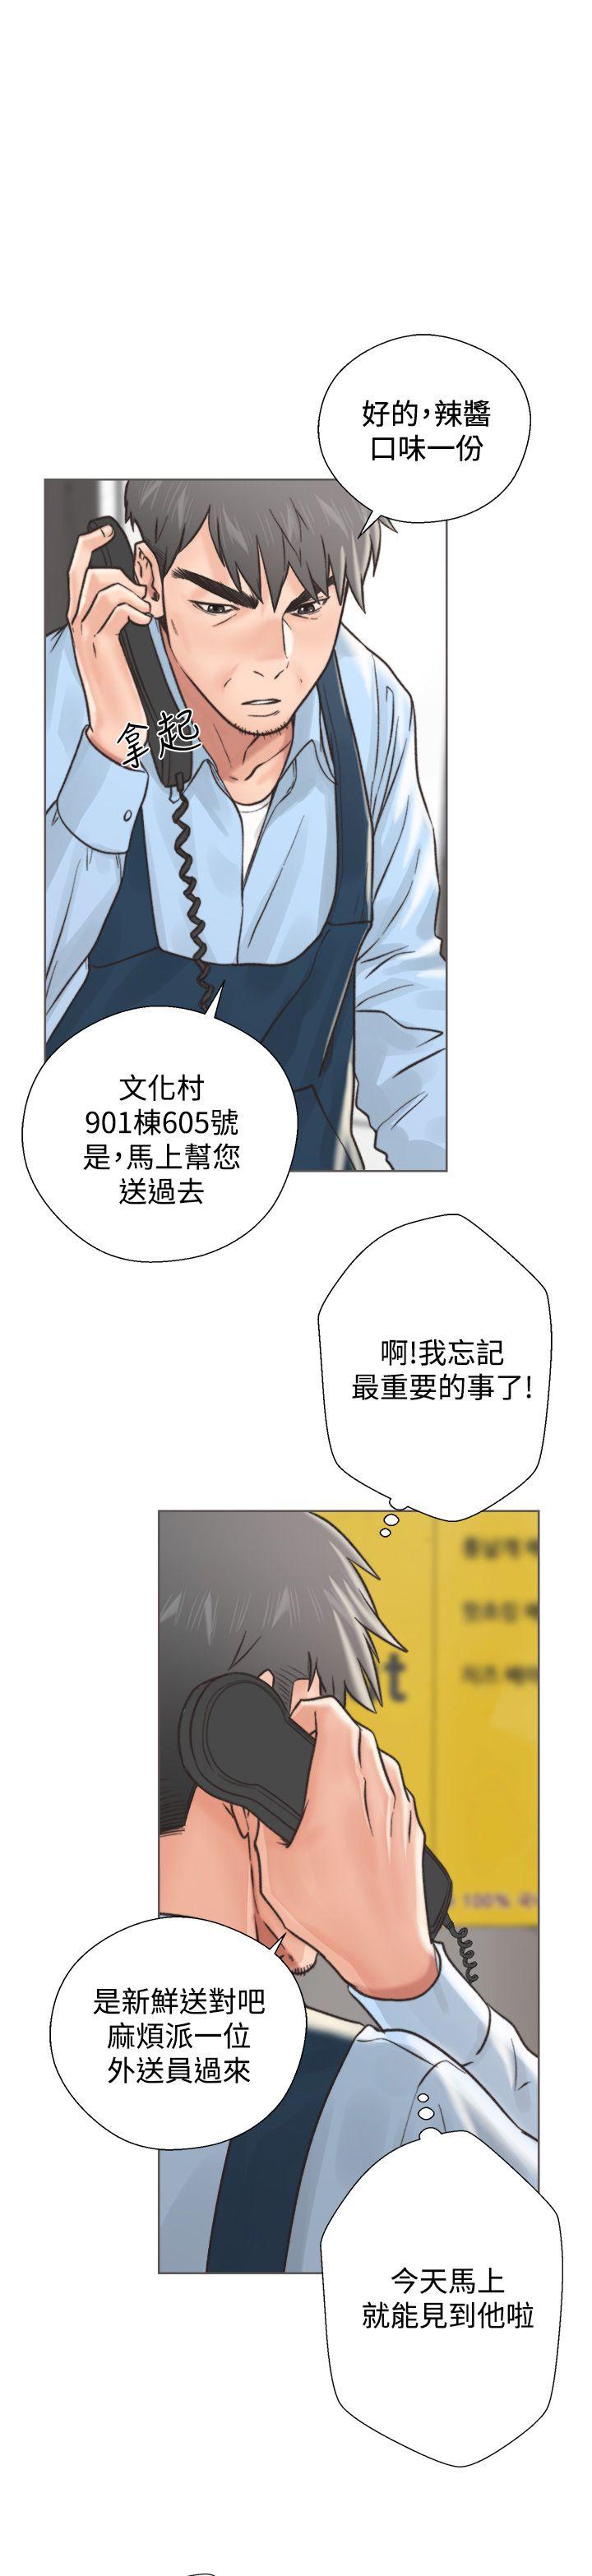 好的，辣醬
口味一份
拿起
文化村
901棟605號
是，馬上幫您
送過去
啊!我忘記
最重要的事了!
t
100%
是新鮮送對吧
麻煩派一位
外送員過來
今天馬上
就能見到他啦